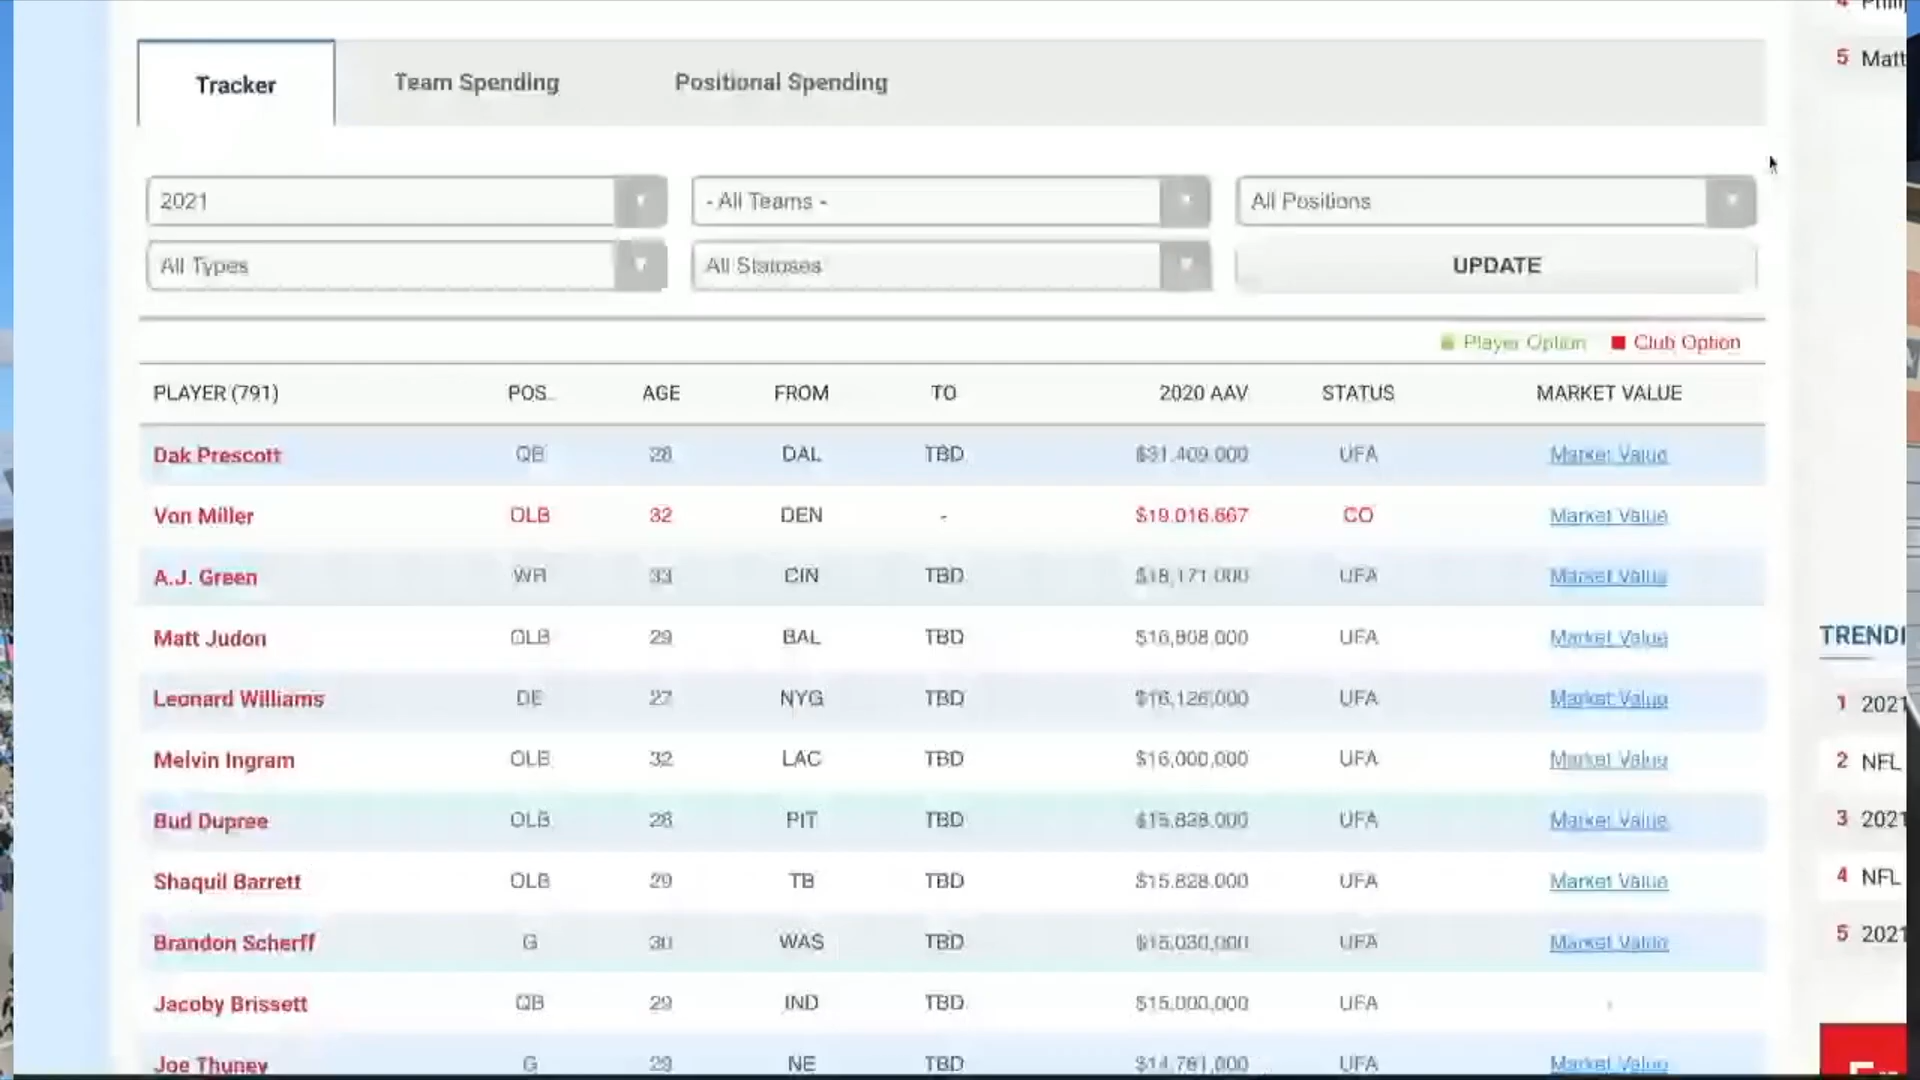 4 Phili
5 Matt
Tracker Team Spending Positional Spending
2021 - All Teams - All Positions
All Types All Statuses UPDATE
Player Option Club Option
PLAYER (791) POS. AGE FROM TO 2020 AAV STATUS MARKET VALUE
Dak Prescott QB 28 DAL TBD $31,409,000 UFA Market Value
Von Miller OLB 32 DEN - $19,016,667 CO Market Value
A.J. Green WR 33 CIN TBD $18,171,000 UFA Market Value
Matt Judon OLB 29 BAL TBD $16,808,000 UFA Market Value
Leonard Williams DE 27 NYG TBD $16,126,000 UFA Market Value
Melvin Ingram OLB 32 LAC TBD $16,000,000 UFA Market Value
Bud Dupree OLB 28 PIT TBD $15,828,000 UFA Market Value
Shaquil Barrett OLB 29 TB TBD $15,828,000 UFA Market Value
Brandon Scherff G 30 WAS TBD $15,030,000 UFA Market Value
Jacoby Brissett QB 29 IND TBD $15,000,000 UFA -
Joe Thuney G 29 NE TBD $14,781,000 UFA Market Value
TRENDI
1 2021
2 NFL
3 2021
4 NFL
5 2021